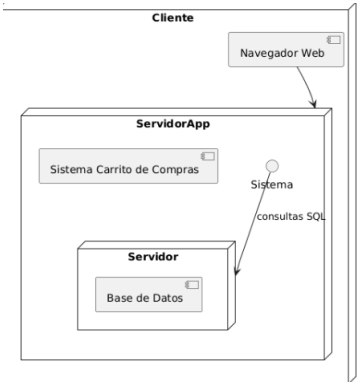 Cliente
Navegador Web
ServidorApp
Sistema Carrito de Compras
Sistema
consultas SQL
Servidor
Base de Datos